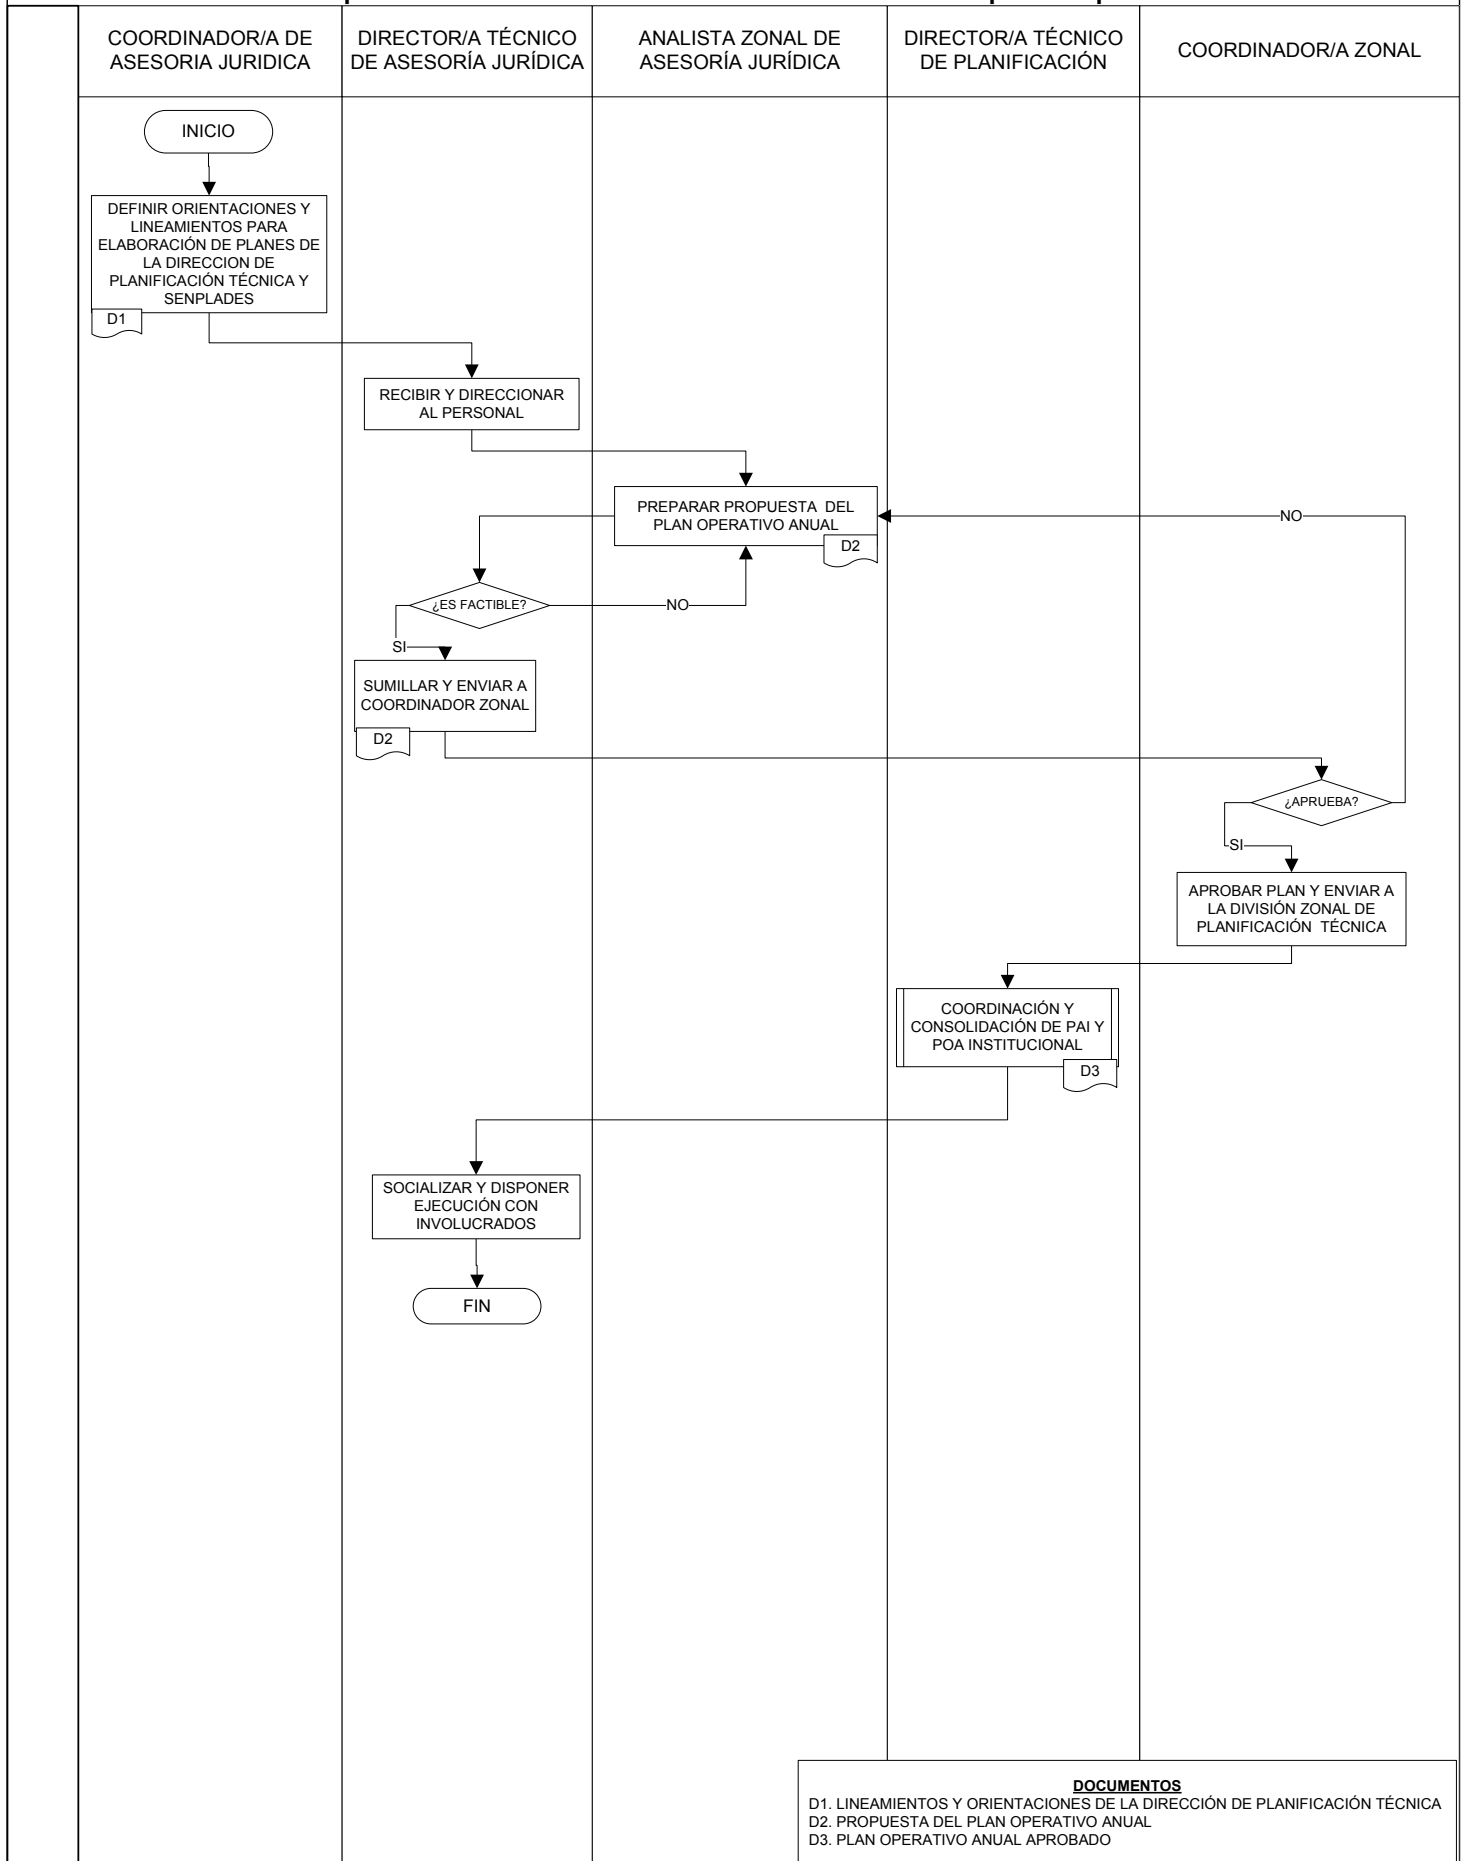 COORDINADOR/A DE
ASESORIA JURIDICA
DIRECTOR/A TÉCNICO
DE ASESORÍA JURÍDICA
ANALISTA ZONAL DE
ASESORÍA JURÍDICA
DIRECTOR/A TÉCNICO
DE PLANIFICACIÓN
COORDINADOR/A ZONAL
INICIO
DEFINIR ORIENTACIONES Y
LINEAMIENTOS PARA
ELABORACIÓN DE PLANES DE
LA DIRECCION DE
PLANIFICACIÓN TÉCNICA Y
SENPLADES
D1
RECIBIR Y DIRECCIONAR
AL PERSONAL
PREPARAR PROPUESTA DEL
PLAN OPERATIVO ANUAL
D2
NO
¿ES FACTIBLE?
NO
SI
SUMILLAR Y ENVIAR A
COORDINADOR ZONAL
D2
¿APRUEBA?
SI
APROBAR PLAN Y ENVIAR A
LA DIVISIÓN ZONAL DE
PLANIFICACIÓN TÉCNICA
COORDINACIÓN Y
CONSOLIDACIÓN DE PAI Y
POA INSTITUCIONAL
D3
SOCIALIZAR Y DISPONER
EJECUCIÓN CON
INVOLUCRADOS
FIN
DOCUMENTOS
D1. LINEAMIENTOS Y ORIENTACIONES DE LA DIRECCIÓN DE PLANIFICACIÓN TÉCNICA
D2. PROPUESTA DEL PLAN OPERATIVO ANUAL
D3. PLAN OPERATIVO ANUAL APROBADO